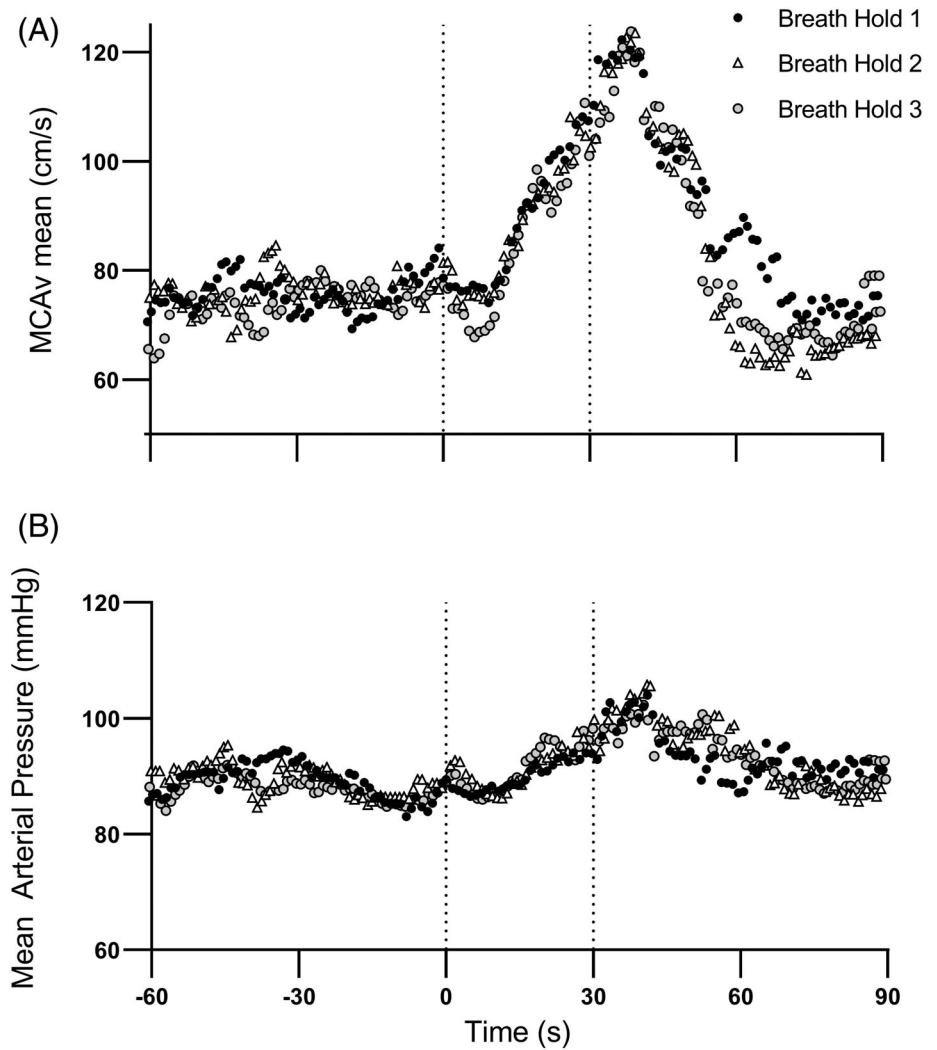 (A)
Breath Hold 1
Breath Hold 2
Breath Hold 3
MCAv mean (cm/s)
120
100
80
60
(B)
Mean Arterial Pressure (mmHg)
120
100
80
60
-60 -30 0 30 60 90
Time (s)